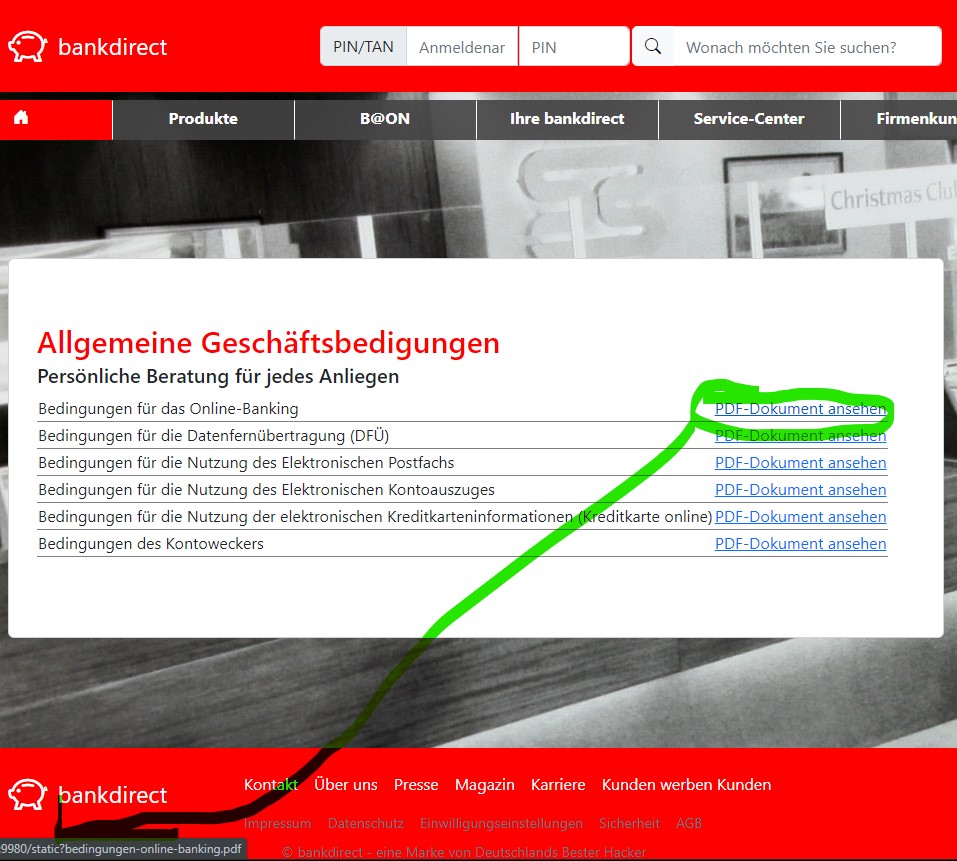 bankdirect
PIN/TAN Anmeldenar PIN Wonach möchten Sie suchen?
Produkte B@ON Ihre bankdirect Service-Center Firmenkun
Christmas Clu
Allgemeine Geschäftsbedigungen
Persönliche Beratung für jedes Anliegen
Bedingungen für das Online-Banking PDF-Dokument ansehen
Bedingungen für die Datenfernübertragung (DFÜ) PDF-Dokument ansehen
Bedingungen für die Nutzung des Elektronischen Postfachs PDF-Dokument ansehen
Bedingungen für die Nutzung des Elektronischen Kontoauszuges PDF-Dokument ansehen
Bedingungen für die Nutzung der elektronischen Kreditkarteninformationen (Kreditkarte online) PDF-Dokument ansehen
Bedingungen des Kontoweckers PDF-Dokument ansehen
bankdirect
Kontakt Über uns Presse Magazin Karriere Kunden werben Kunden
Impressum Datenschutz Einwilligungseinstellungen Sicherheit AGB
:9980/static?bedingungen-online-banking.pdf
© bankdirect - eine Marke von Deutschlands Bester Hacker